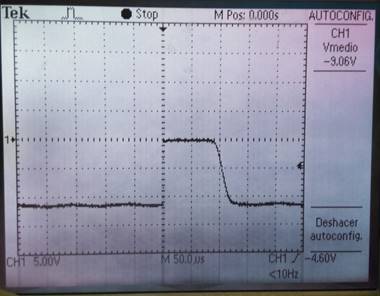 Tek
Stop
M Pos: 0.000s
AUTOCONFIG.
CH1
Vmedio
-9.06V
1
Deshacer
autoconfig.
CH1 5.00V
M 50.0us
CH1
-4.60V
<10Hz